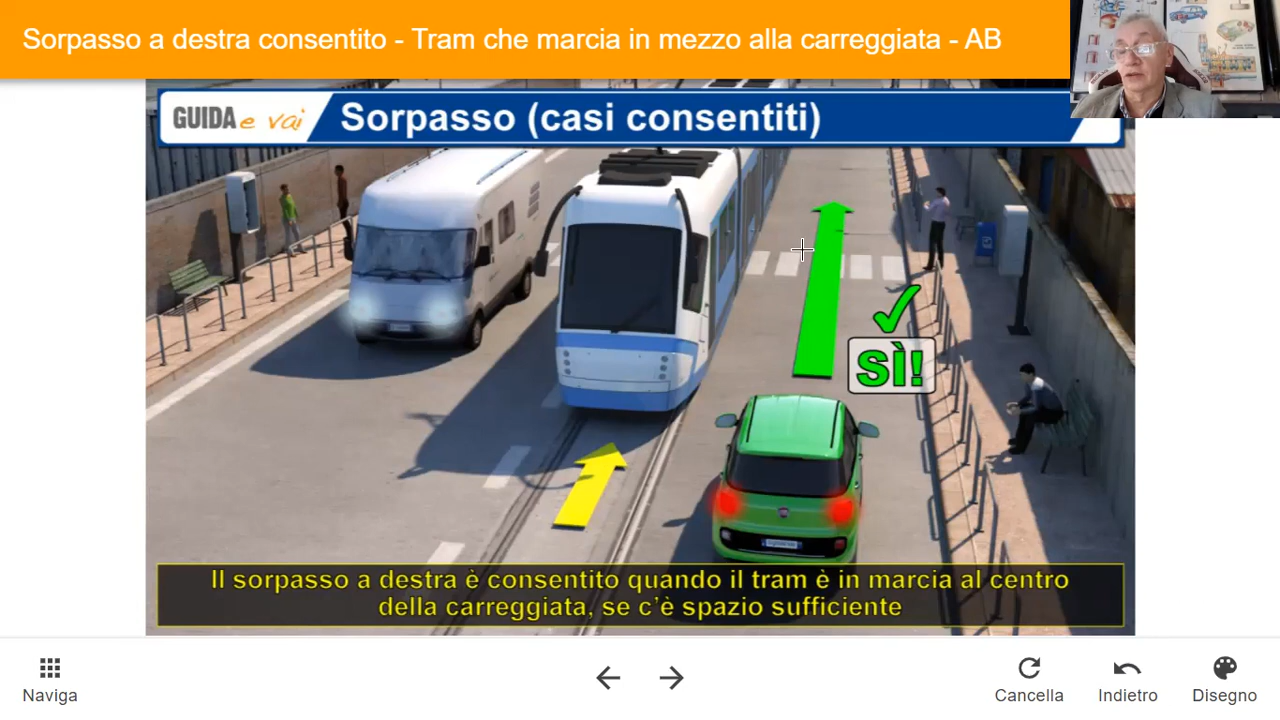 Sorpasso a destra consentito - Tram che marcia in mezzo alla carreggiata - AB
GUIDA e vai
Sorpasso (casi consentiti)
SÌ!
Il sorpasso a destra è consentito quando il tram è in marcia al centro
della carreggiata, se c'è spazio sufficiente
Naviga
Cancella
Indietro
Disegno